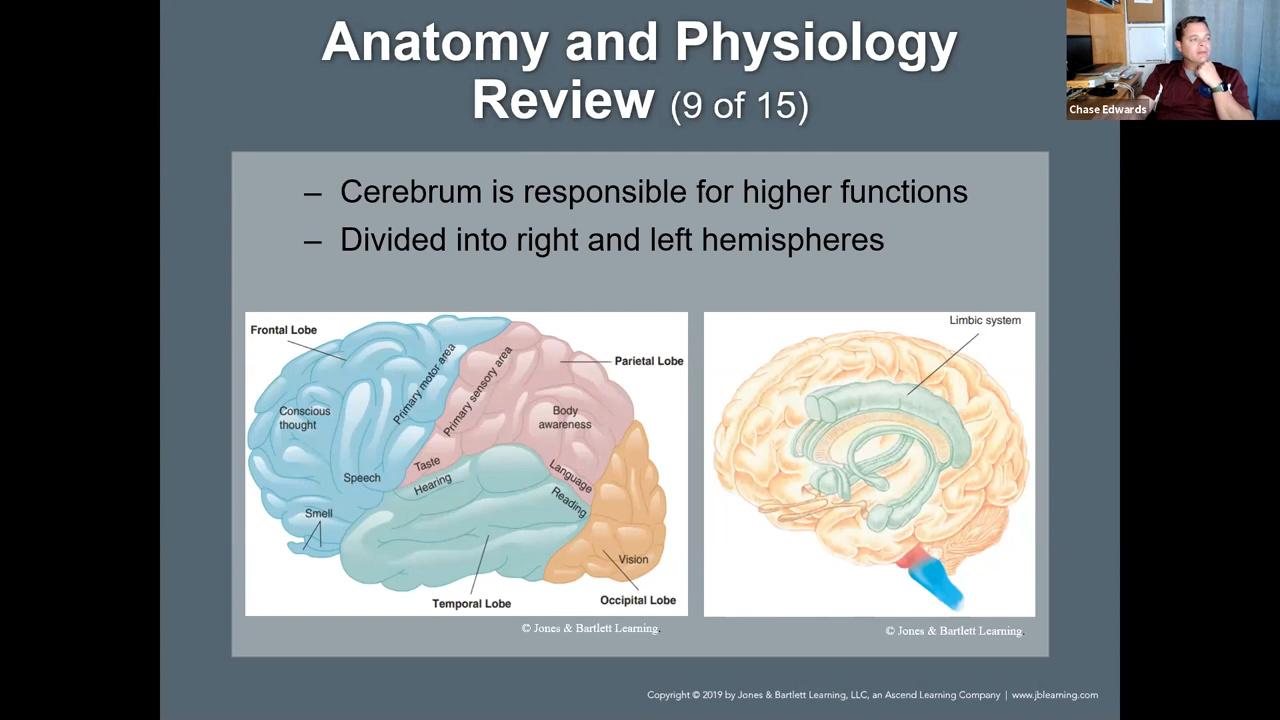 Anatomy and Physiology
Review (9 of 15)
Chase Edwards
– Cerebrum is responsible for higher functions
– Divided into right and left hemispheres
Frontal Lobe
Primary motor area
Primary sensory area
Parietal Lobe
Conscious
thought
Body
awareness
Speech
Taste
Hearing
Language
Reading
Smell
Vision
Temporal Lobe
Occipital Lobe
© Jones & Bartlett Learning.
Limbic system
© Jones & Bartlett Learning.
Copyright © 2019 by Jones & Bartlett Learning, LLC, an Ascend Learning Company | www.jblearning.com